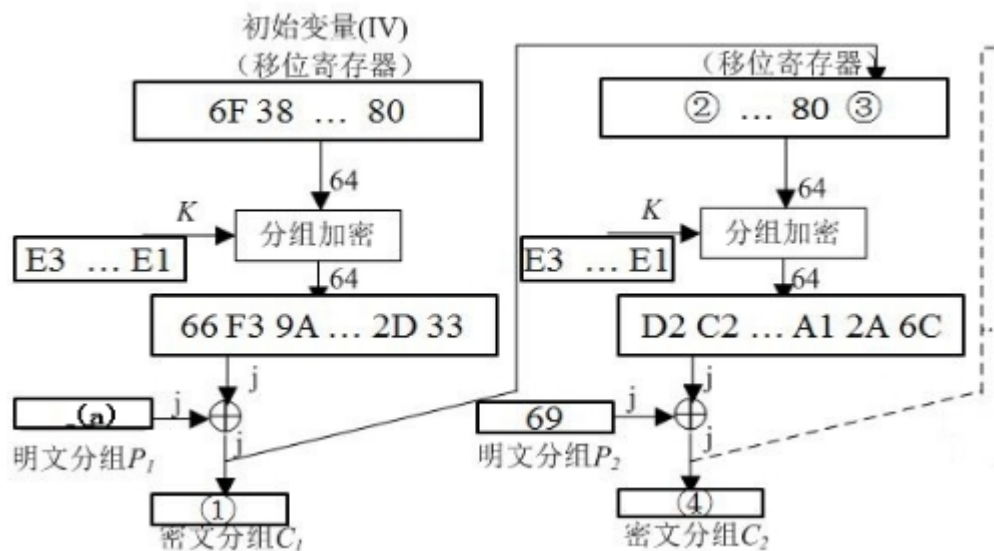 初始变量(IV)
（移位寄存器）
6F 38 … 80
64
K
分组加密
E3 … E1
64
66 F3 9A … 2D 33
j
(a)
j
j
明文分组P1
①
密文分组C1
（移位寄存器）
② … 80 ③
64
K
分组加密
E3 … E1
64
D2 C2 … A1 2A 6C
j
69
j
j
明文分组P2
④
密文分组C2